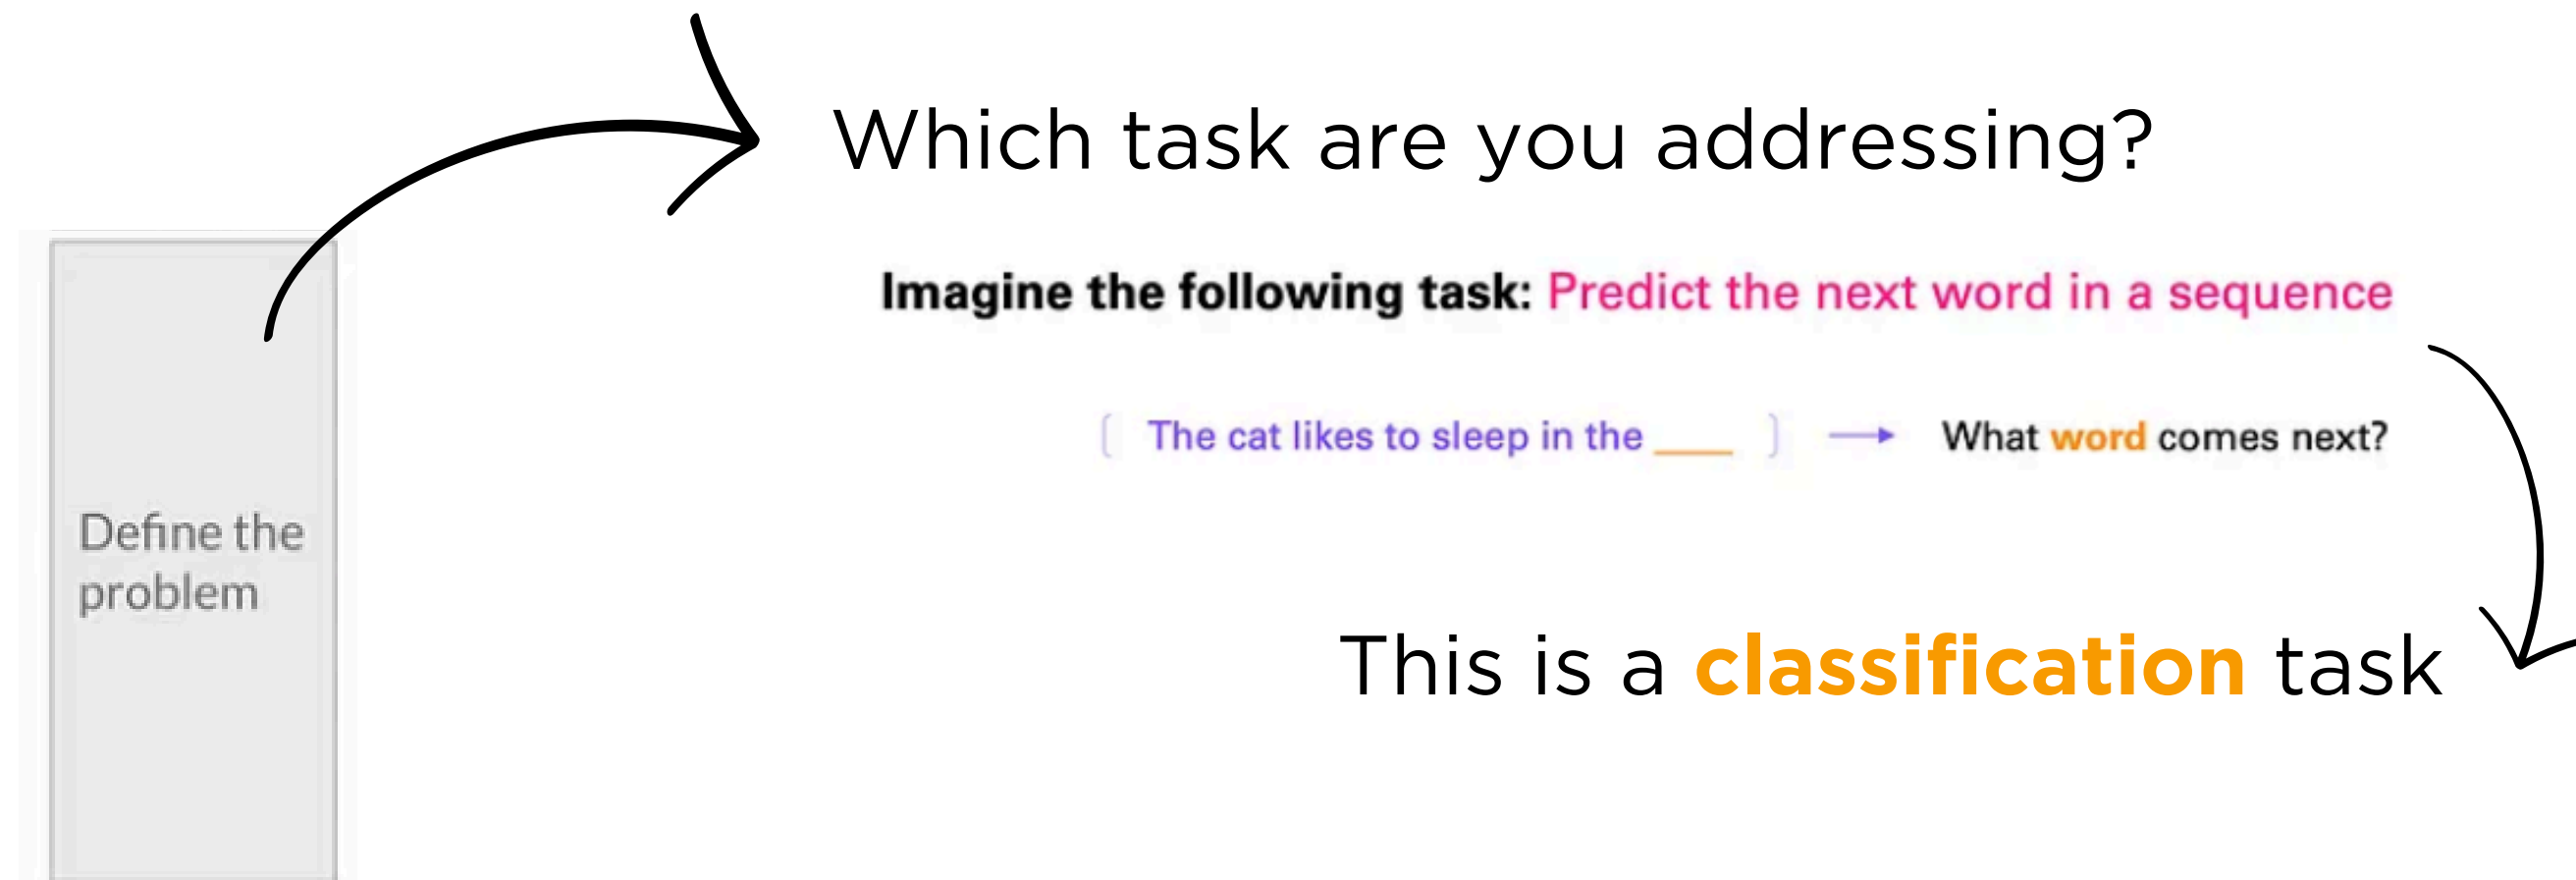 Which task are you addressing?
Imagine the following task: Predict the next word in a sequence
[ The cat likes to sleep in the ___ ] → What word comes next?
Define the
problem
This is a classification task